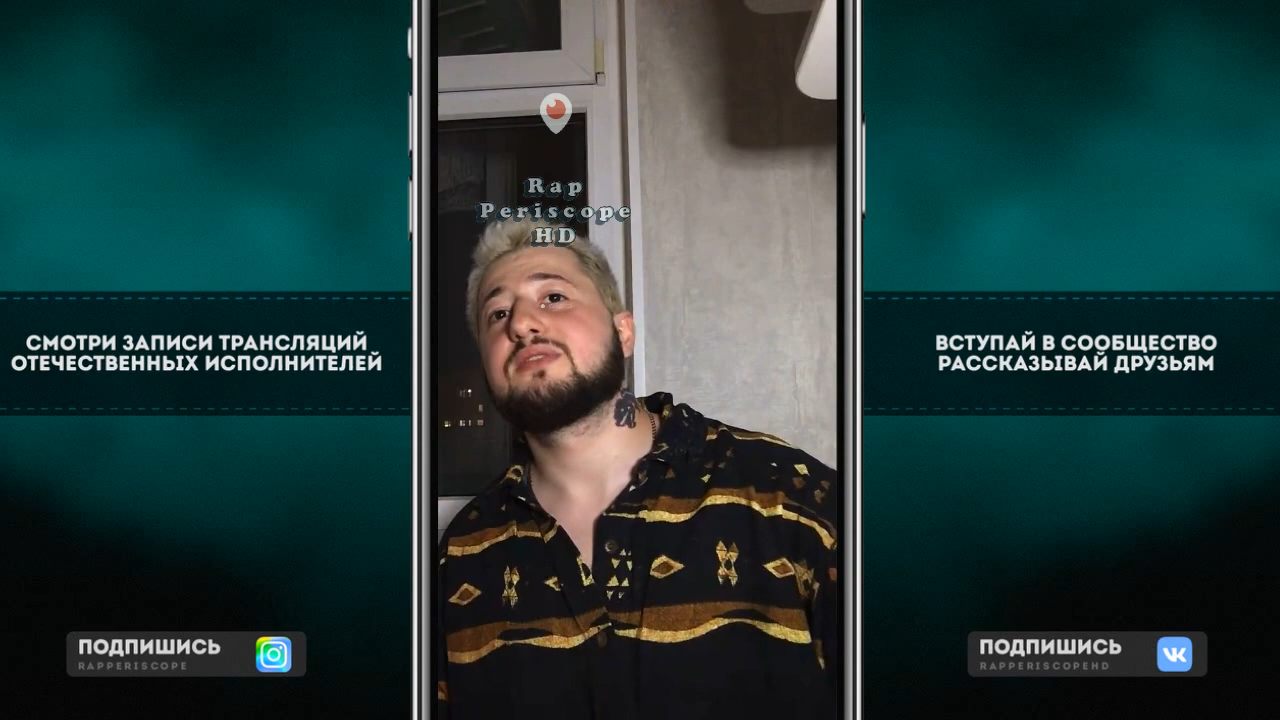 Rap
Periscope
HD
СМОТРИ ЗАПИСИ ТРАНСЛЯЦИЙ
ОТЕЧЕСТВЕННЫХ ИСПОЛНИТЕЛЕЙ
ВСТУПАЙ В СООБЩЕСТВО
РАССКАЗЫВАЙ ДРУЗЬЯМ
ПОДПИШИСЬ
RAPPERISCOPE
ПОДПИШИСЬ
RAPPERISCOPEHD